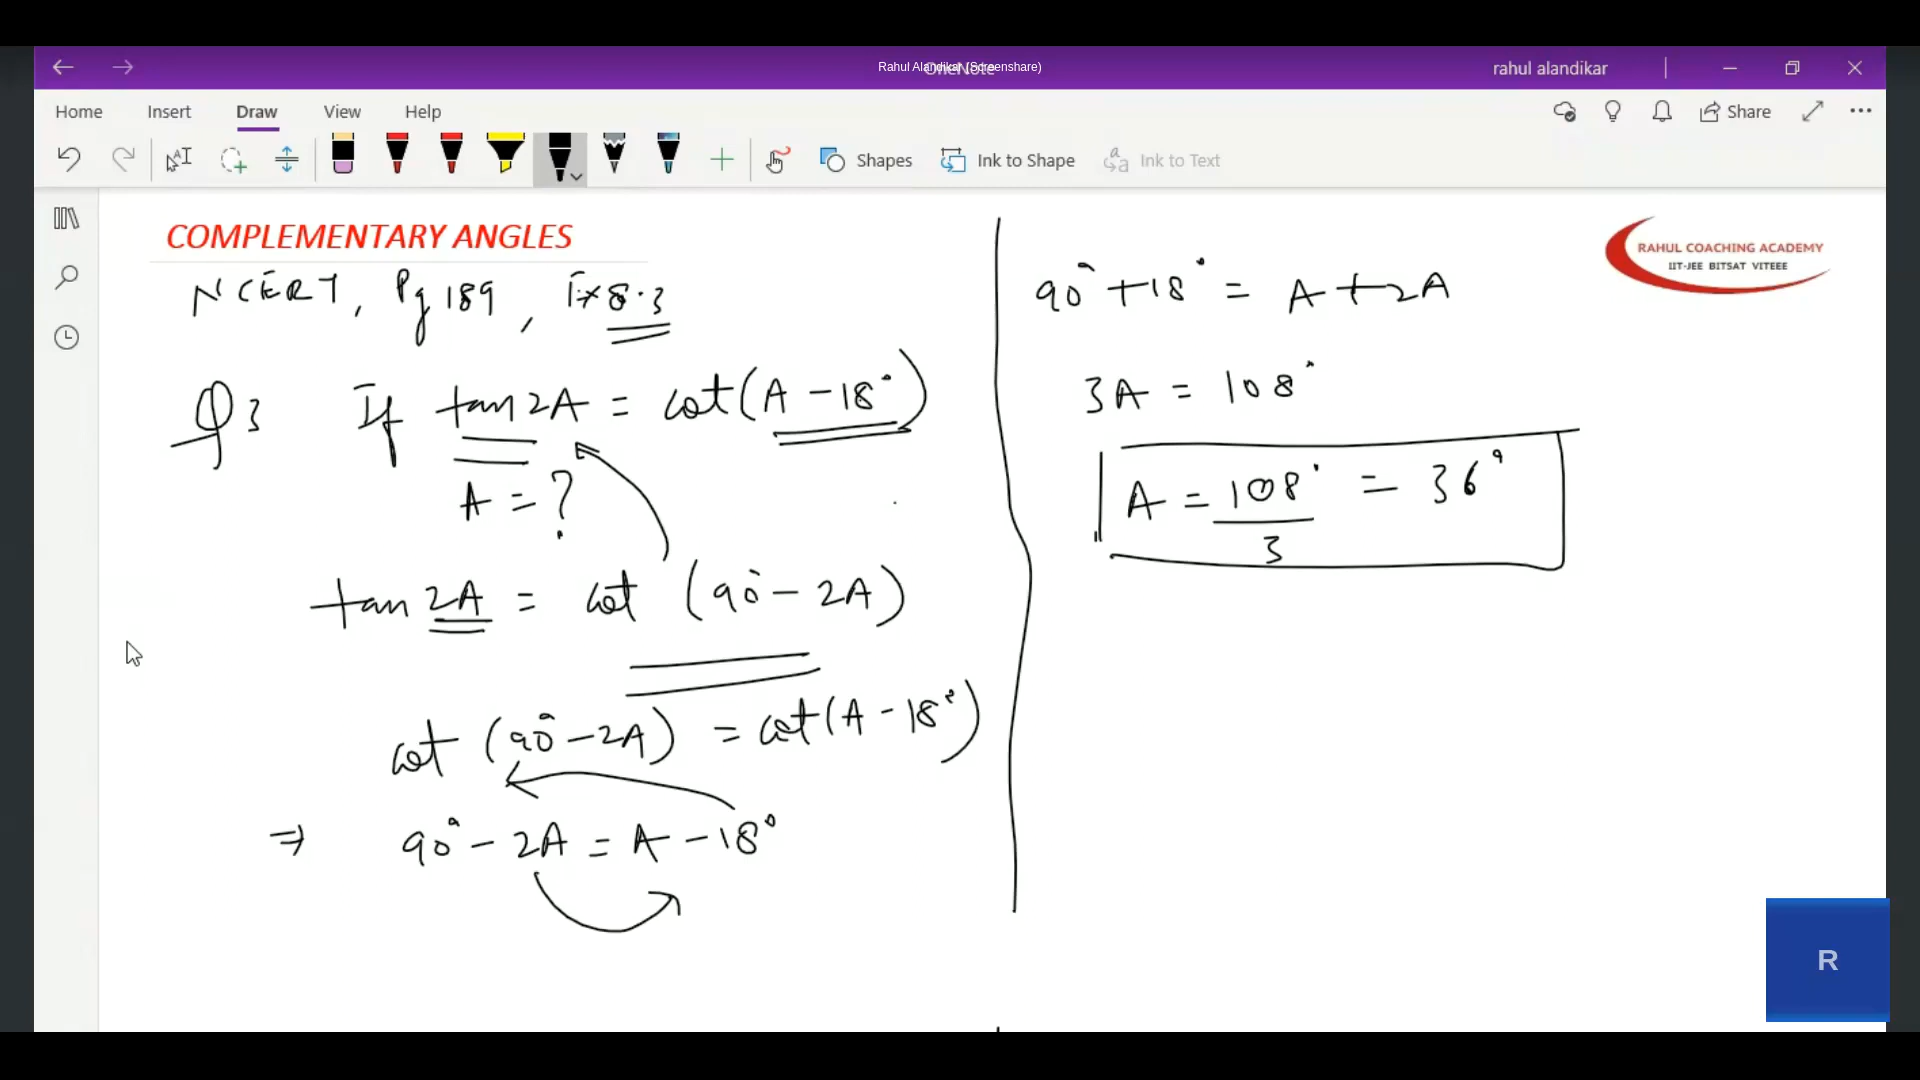 Rahul Alandikar (Screenshare)
OneNote
rahul alandikar
Home Insert Draw View Help
Share
Shapes Ink to Shape Ink to Text
COMPLEMENTARY ANGLES
NCERT, Pg 189, Ex 8.3
Q3 If tan 2A = cot (A - 18°)
A = ?
tan 2A = cot (90° - 2A)
cot (90° - 2A) = cot (A - 18°)
⇒ 90° - 2A = A - 18°
90° + 18° = A + 2A
3A = 108°
A = 108°/3 = 36°
RAHUL COACHING ACADEMY
IIT-JEE BITSAT VITEEE
R